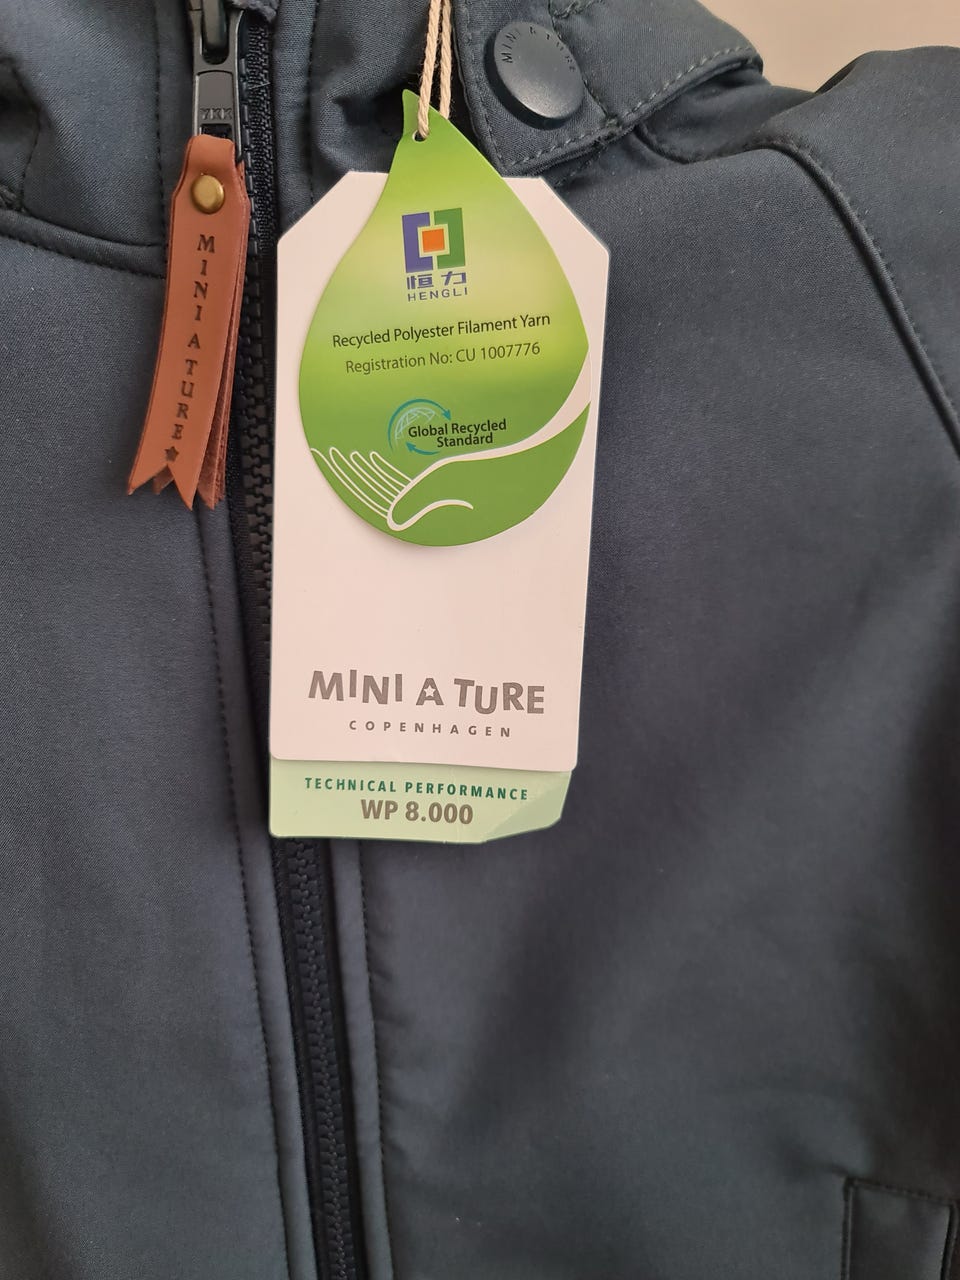 MINI A TURE
YKK
MINI A TURE
恒力
HENGLI
Recycled Polyester Filament Yarn
Registration No: CU 1007776
Global Recycled
Standard
MINI A TURE
COPENHAGEN
TECHNICAL PERFORMANCE
WP 8.000